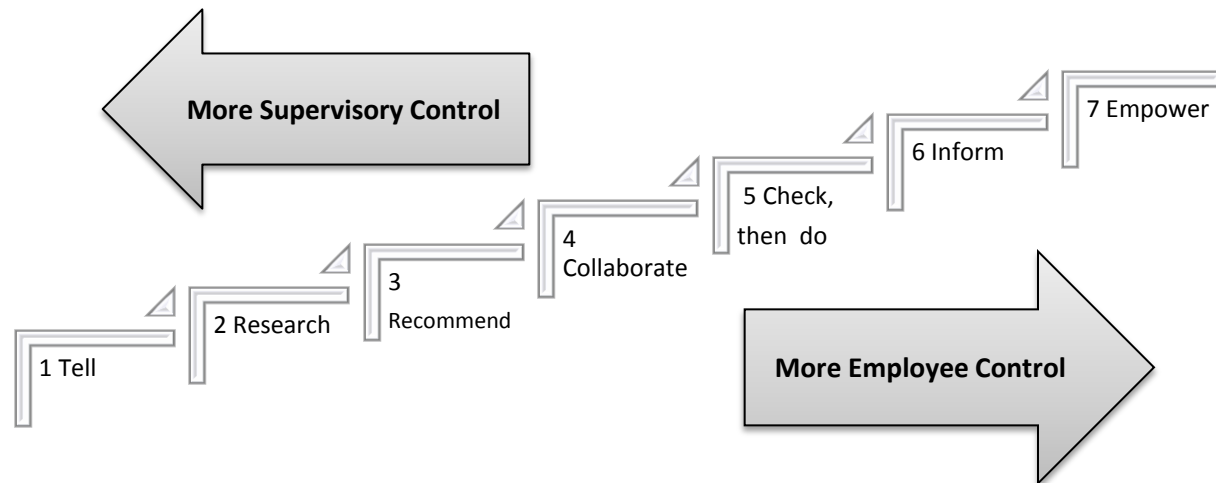 More Supervisory Control
1 Tell
2 Research
3
Recommend
4
Collaborate
5 Check,
then do
6 Inform
7 Empower
More Employee Control